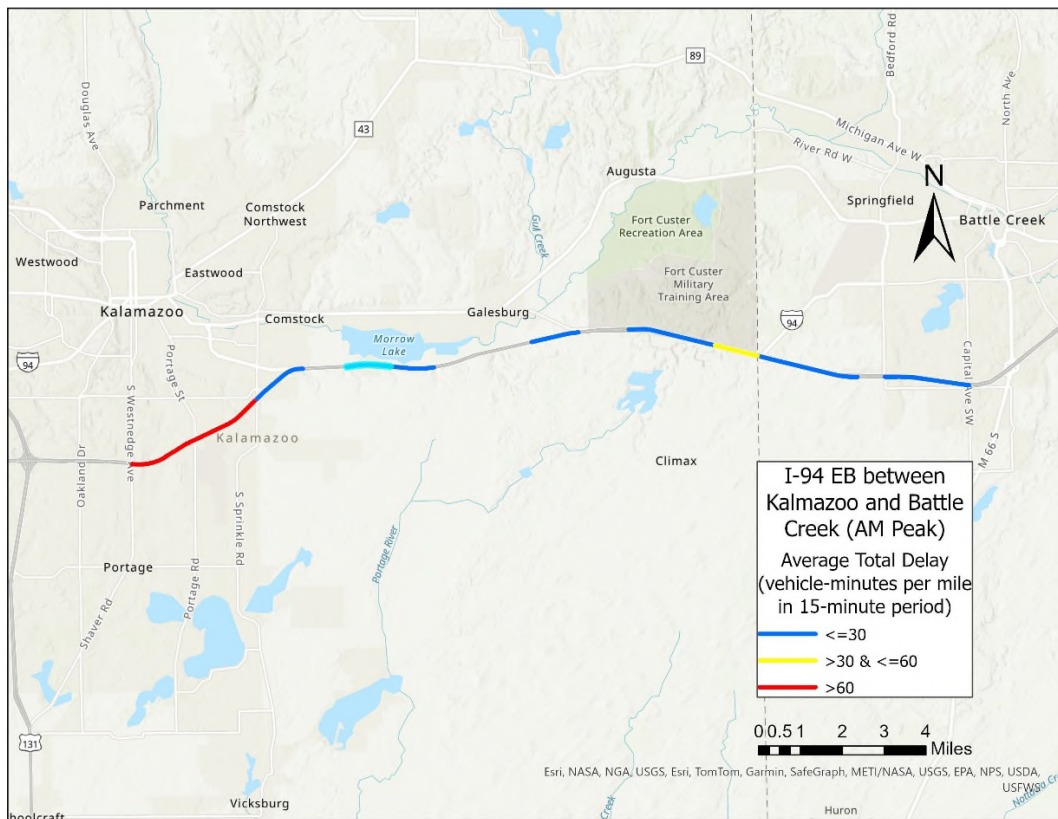 89
Bedford Rd
North Ave
Douglas Ave
43
Michigan Ave W
River Rd W
Augusta
N
Parchment
Comstock
Northwest
Springfield
Fort Custer
Recreation Area
Gull Creek
Battle Creek
Westwood
Eastwood
Fort Custer
Military
Training Area
Kalamazoo
Comstock
Galesburg
94
Morrow
Lake
94
Portage St
S Westnedge Ave
Capital Ave SW
Kalamazoo
Oakland Dr
Climax
M 66 S
S Sprinkle Rd
Portage River
Portage
Portage Rd
Shaver Rd
I-94 EB between
Kalmazoo and Battle
Creek (AM Peak)
Average Total Delay
(vehicle-minutes per mile
in 15-minute period)
<=30
>30 & <=60
>60
131
0 0.5 1 2 3 4
Miles
Esri, NASA, NGA, USGS, Esri, TomTom, Garmin, SafeGraph, METI/NASA, USGS, EPA, NPS, USDA,
USFWS
Vicksburg
Creek
Huron
hoolcraft